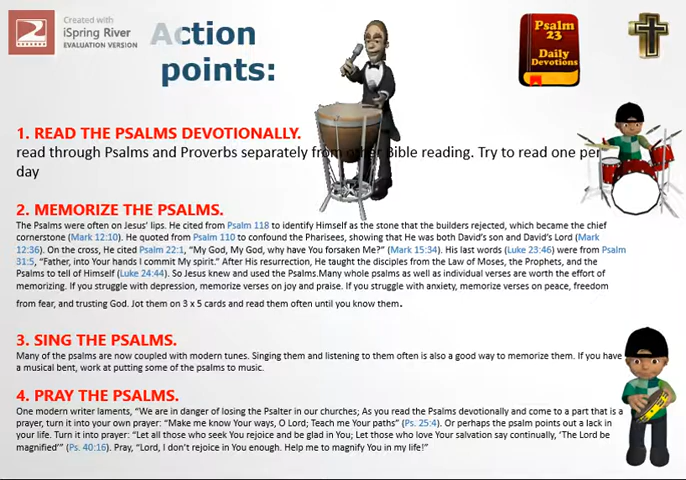 Created with
iSpring River
EVALUATION VERSION
Action
points:
Psalm
23
Daily
Devotions
1. READ THE PSALMS DEVOTIONALLY.
read through Psalms and Proverbs separately from other Bible reading. Try to read one per
day
2. MEMORIZE THE PSALMS.
The Psalms were often on Jesus’ lips. He cited from Psalm 118 to identify Himself as the stone that the builders rejected, which became the chief
cornerstone (Mark 12:10). He quoted from Psalm 110 to confound the Pharisees, showing that He was both David’s son and David’s Lord (Mark
12:36). On the cross, He cited Psalm 22:1, “My God, My God, why have You forsaken Me?” (Mark 15:34). His last words (Luke 23:46) were from Psalm
31:5, “Father, into Your hands I commit My spirit.” After His resurrection, He taught the disciples from the Law of Moses, the Prophets, and the
Psalms to tell of Himself (Luke 24:44). So Jesus knew and used the Psalms.Many whole psalms as well as individual verses are worth the effort of
memorizing. If you struggle with depression, memorize verses on joy and praise. If you struggle with anxiety, memorize verses on peace, freedom
from fear, and trusting God. Jot them on 3 x 5 cards and read them often until you know them.
3. SING THE PSALMS.
Many of the psalms are now coupled with modern tunes. Singing them and listening to them often is also a good way to memorize them. If you have
a musical bent, work at putting some of the psalms to music.
4. PRAY THE PSALMS.
One modern writer laments, “We are in danger of losing the Psalter in our churches; As you read the Psalms devotionally and come to a part that is a
prayer, turn it into your own prayer: “Make me know Your ways, O Lord; Teach me Your paths” (Ps. 25:4). Or perhaps the psalm points out a lack in
your life. Turn it into prayer: “Let all those who seek You rejoice and be glad in You; Let those who love Your salvation say continually, ‘The Lord be
magnified’” (Ps. 40:16). Pray, “Lord, I don’t rejoice in You enough. Help me to magnify You in my life!”